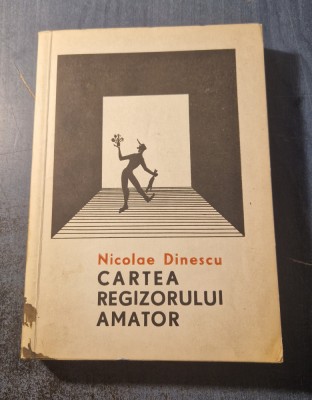 Nicolae Dinescu
CARTEA
REGIZORULUI
AMATOR